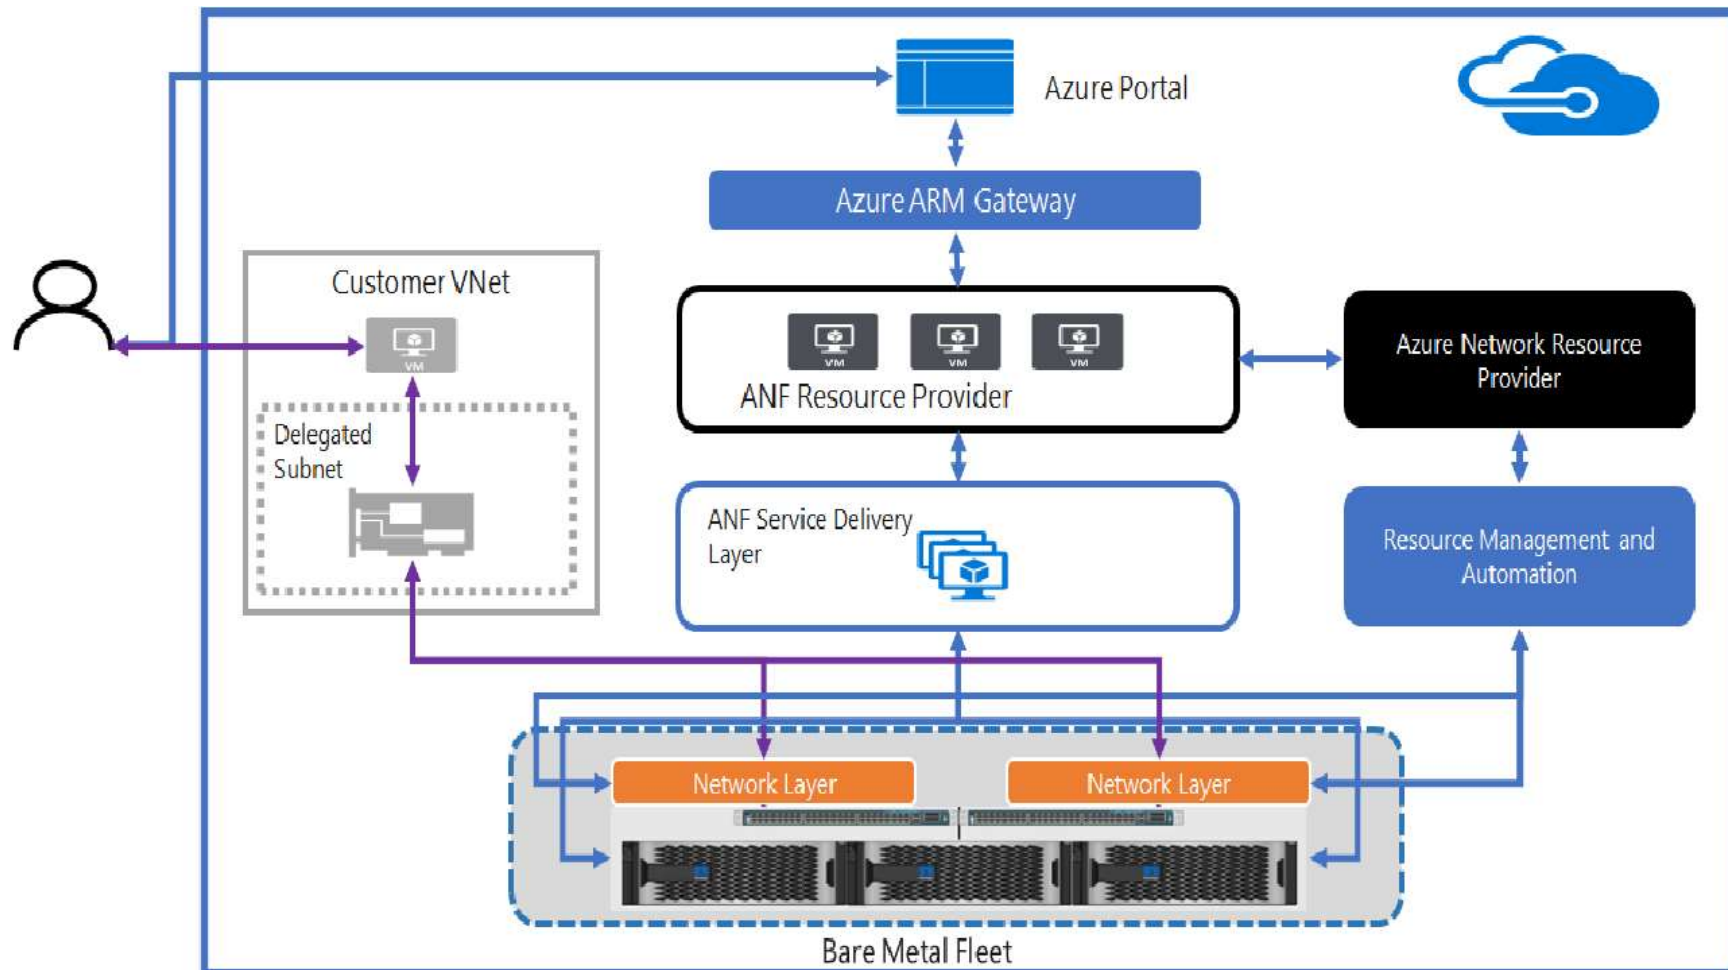 Azure Portal
Azure ARM Gateway
Customer VNet
VM
Delegated
Subnet
VM
VM
VM
ANF Resource Provider
Azure Network Resource
Provider
ANF Service Delivery
Layer
Resource Management and
Automation
Network Layer
Network Layer
Bare Metal Fleet